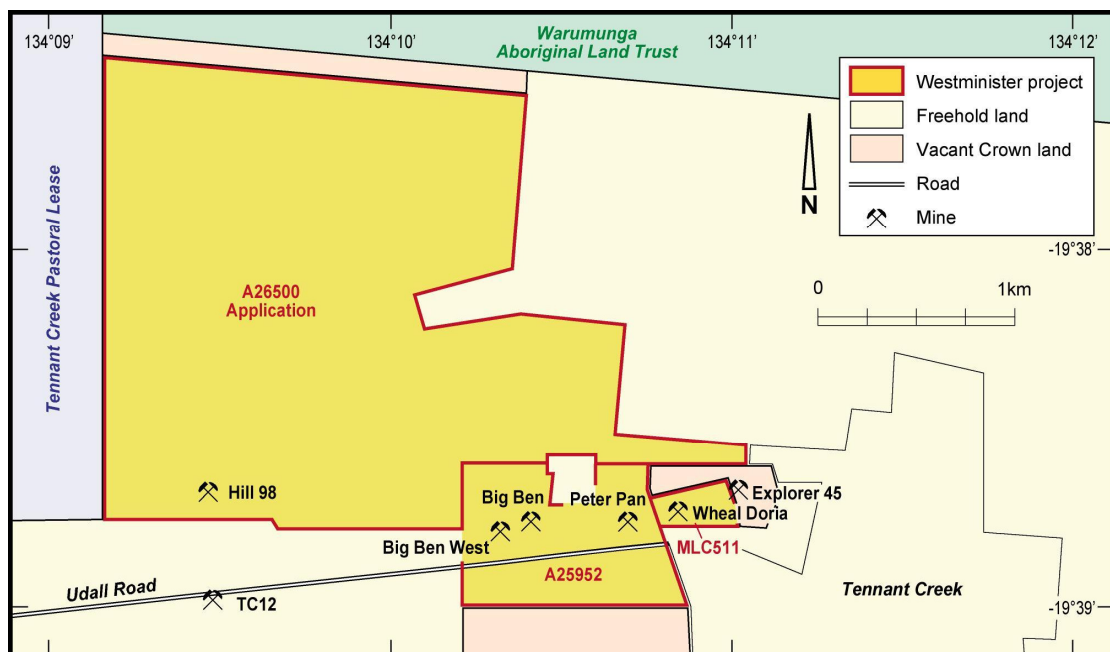 134°09'
134°10'
134°11'
134°12'
Warumunga
Aboriginal Land Trust
Westminister project
Freehold land
Vacant Crown land
Road
Mine
N
-19°38'
0
1km
Tennant Creek Pastoral Lease
A26500
Application
Hill 98
Big Ben
Peter Pan
Explorer 45
Wheal Doria
Big Ben West
MLC511
A25952
Udall Road
TC12
Tennant Creek
-19°39'